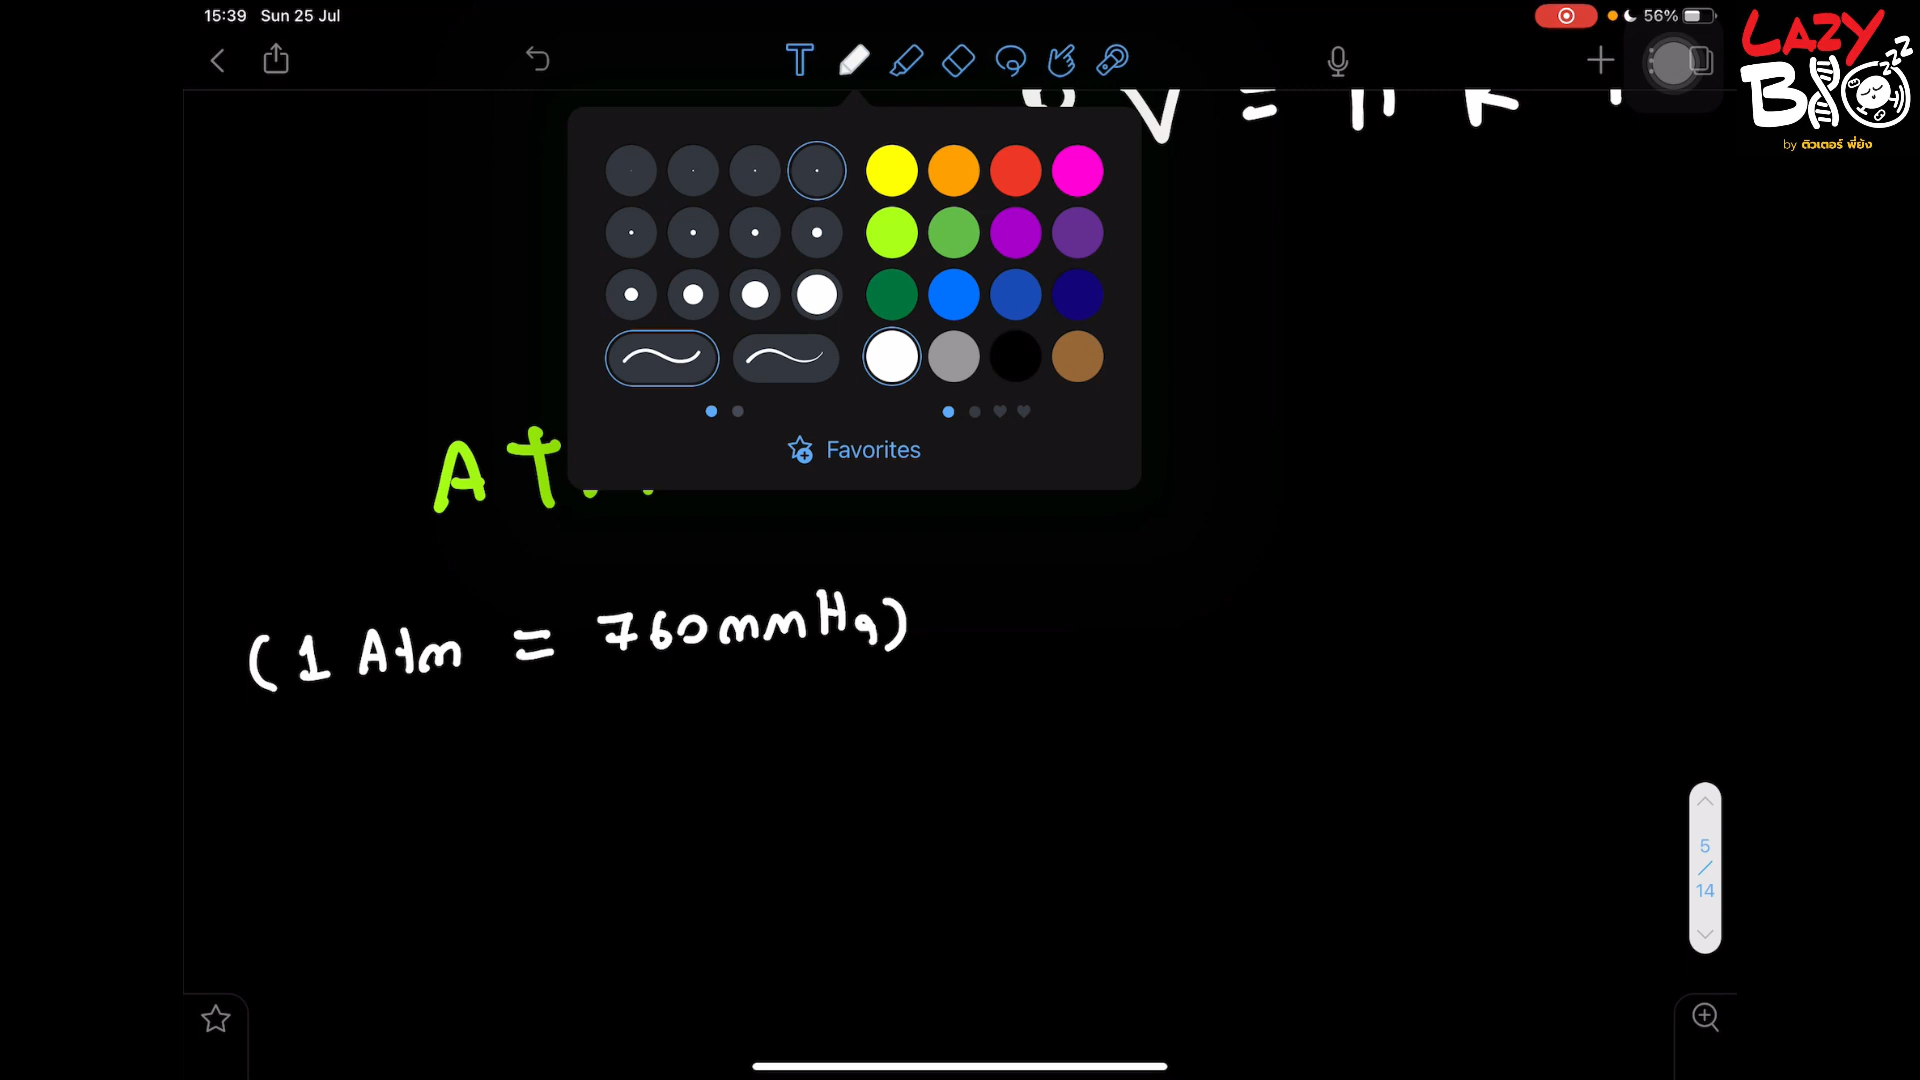 15:39 Sun 25 Jul
56%
LAZY
BIO zzz
by ติวเตอร์ พี่ยัง
V = n R
Favorites
(1 Atm = 760mmHg)
5
/
14